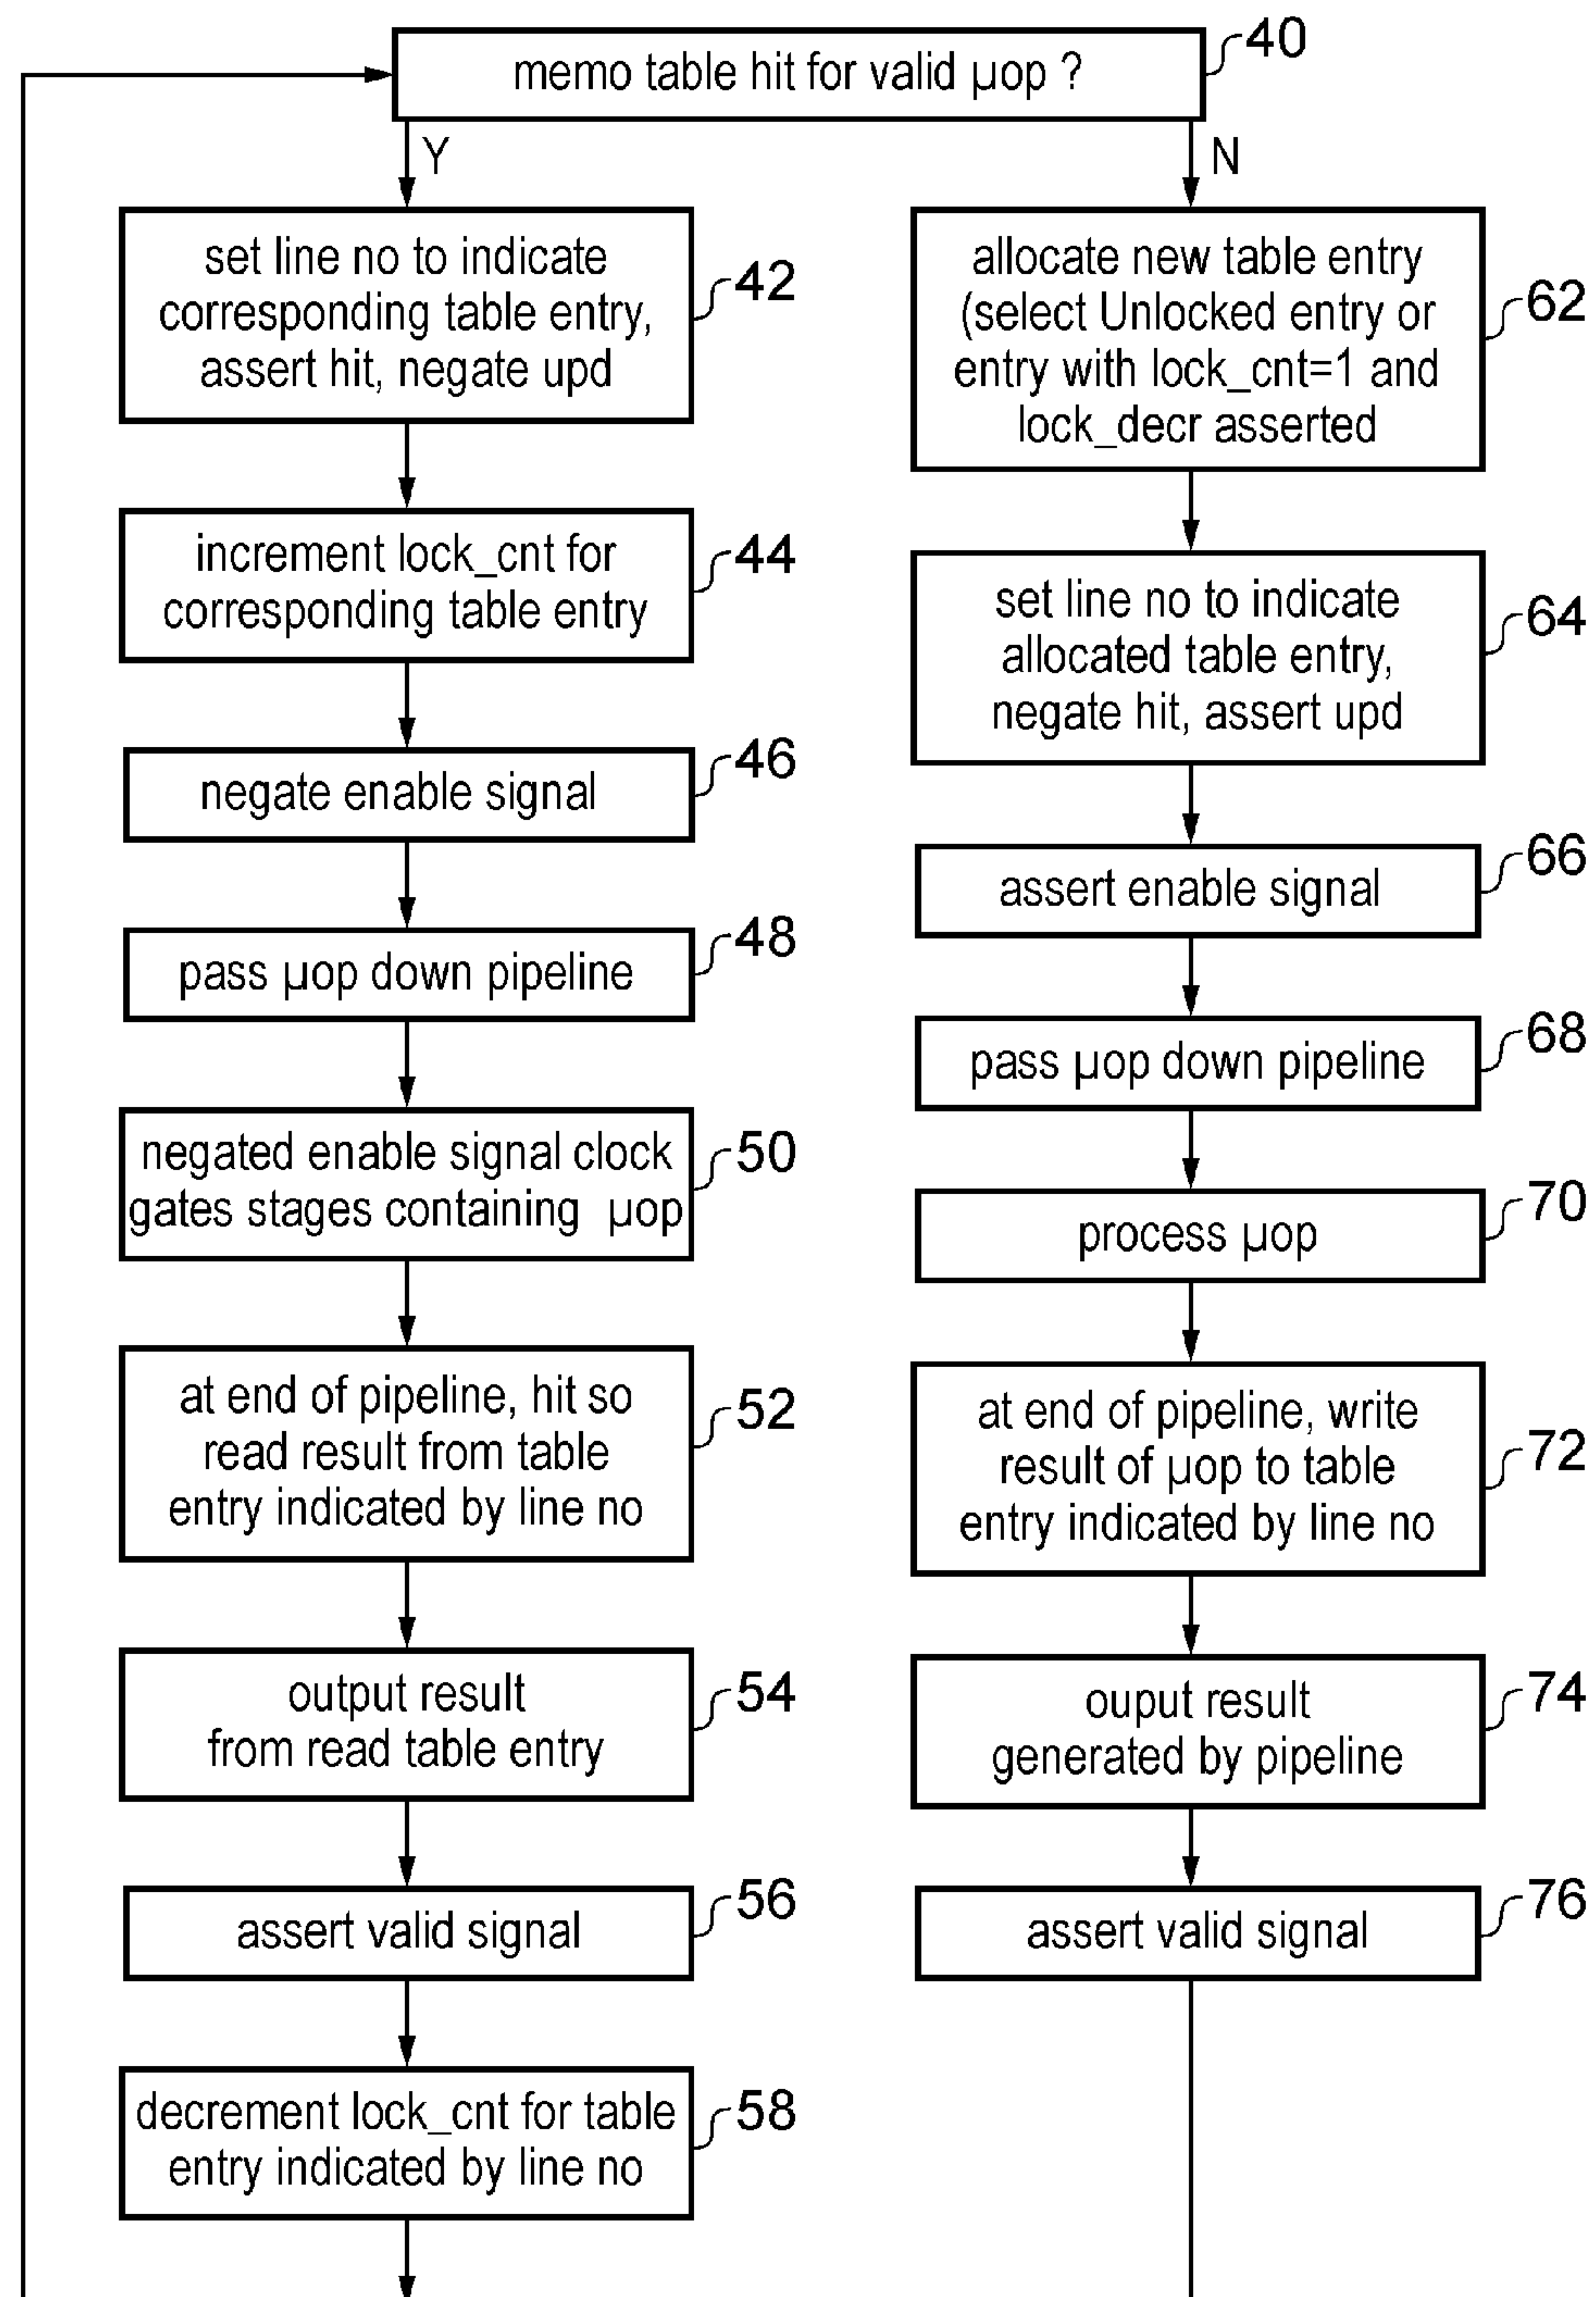 memo table hit for valid µop ?
40
Y
N
set line no to indicate
corresponding table entry,
assert hit, negate upd
42
increment lock_cnt for
corresponding table entry
44
negate enable signal
46
pass µop down pipeline
48
negated enable signal clock
gates stages containing µop
50
at end of pipeline, hit so
read result from table
entry indicated by line no
52
output result
from read table entry
54
assert valid signal
56
decrement lock_cnt for table
entry indicated by line no
58
allocate new table entry
(select Unlocked entry or
entry with lock_cnt=1 and
lock_decr asserted
62
set line no to indicate
allocated table entry,
negate hit, assert upd
64
assert enable signal
66
pass µop down pipeline
68
process µop
70
at end of pipeline, write
result of µop to table
entry indicated by line no
72
ouput result
generated by pipeline
74
assert valid signal
76